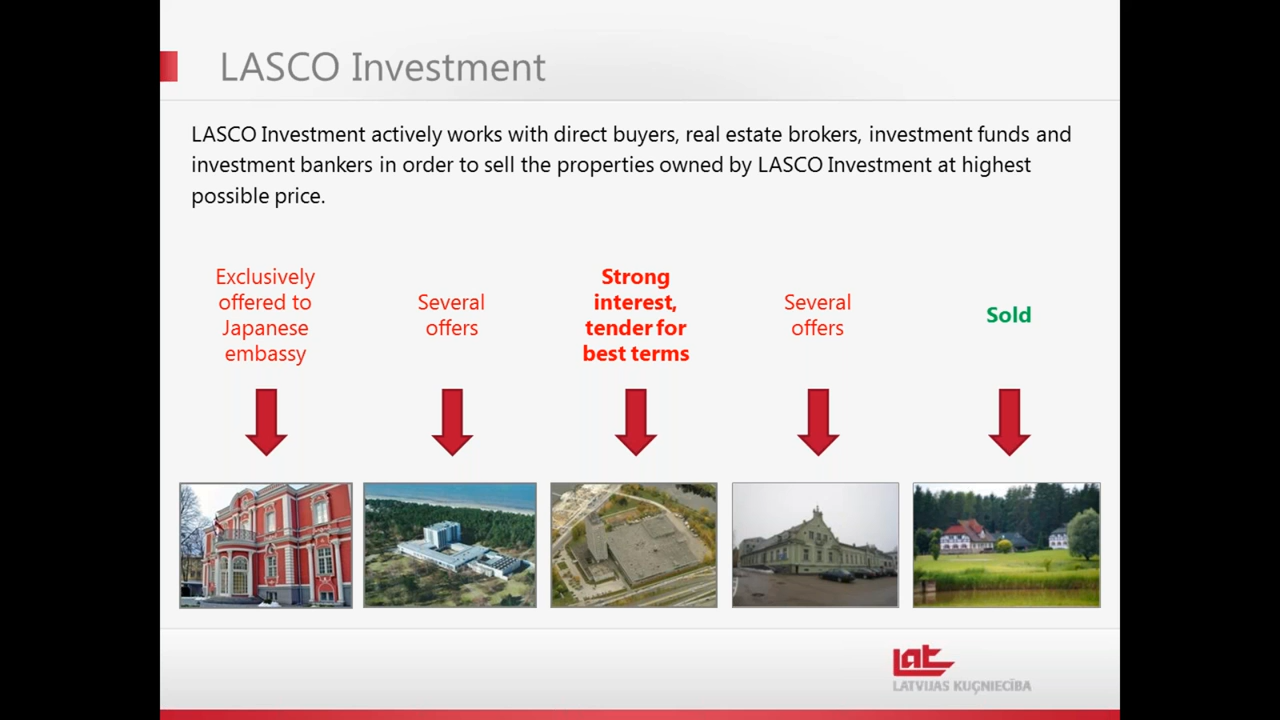 LASCO Investment
LASCO Investment actively works with direct buyers, real estate brokers, investment funds and
investment bankers in order to sell the properties owned by LASCO Investment at highest
possible price.
Exclusively
offered to
Japanese
embassy
Several
offers
Strong
interest,
tender for
best terms
Several
offers
Sold
Lat
LATVIJAS KUĢNIECĪBA